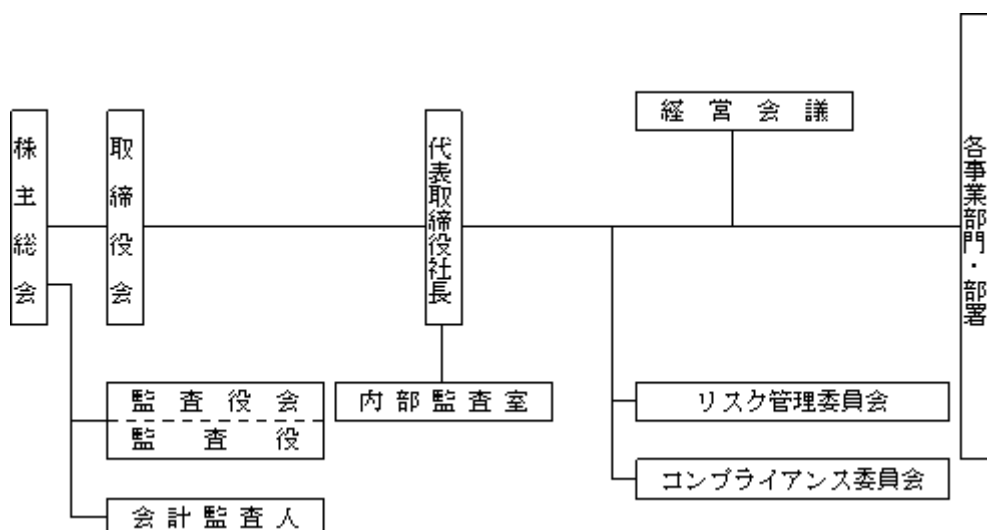 株主総会
取締役会
代表取締役社長
経営会議
各事業部門・部署
監査役会
監査役
内部監査室
リスク管理委員会
コンプライアンス委員会
会計監査人